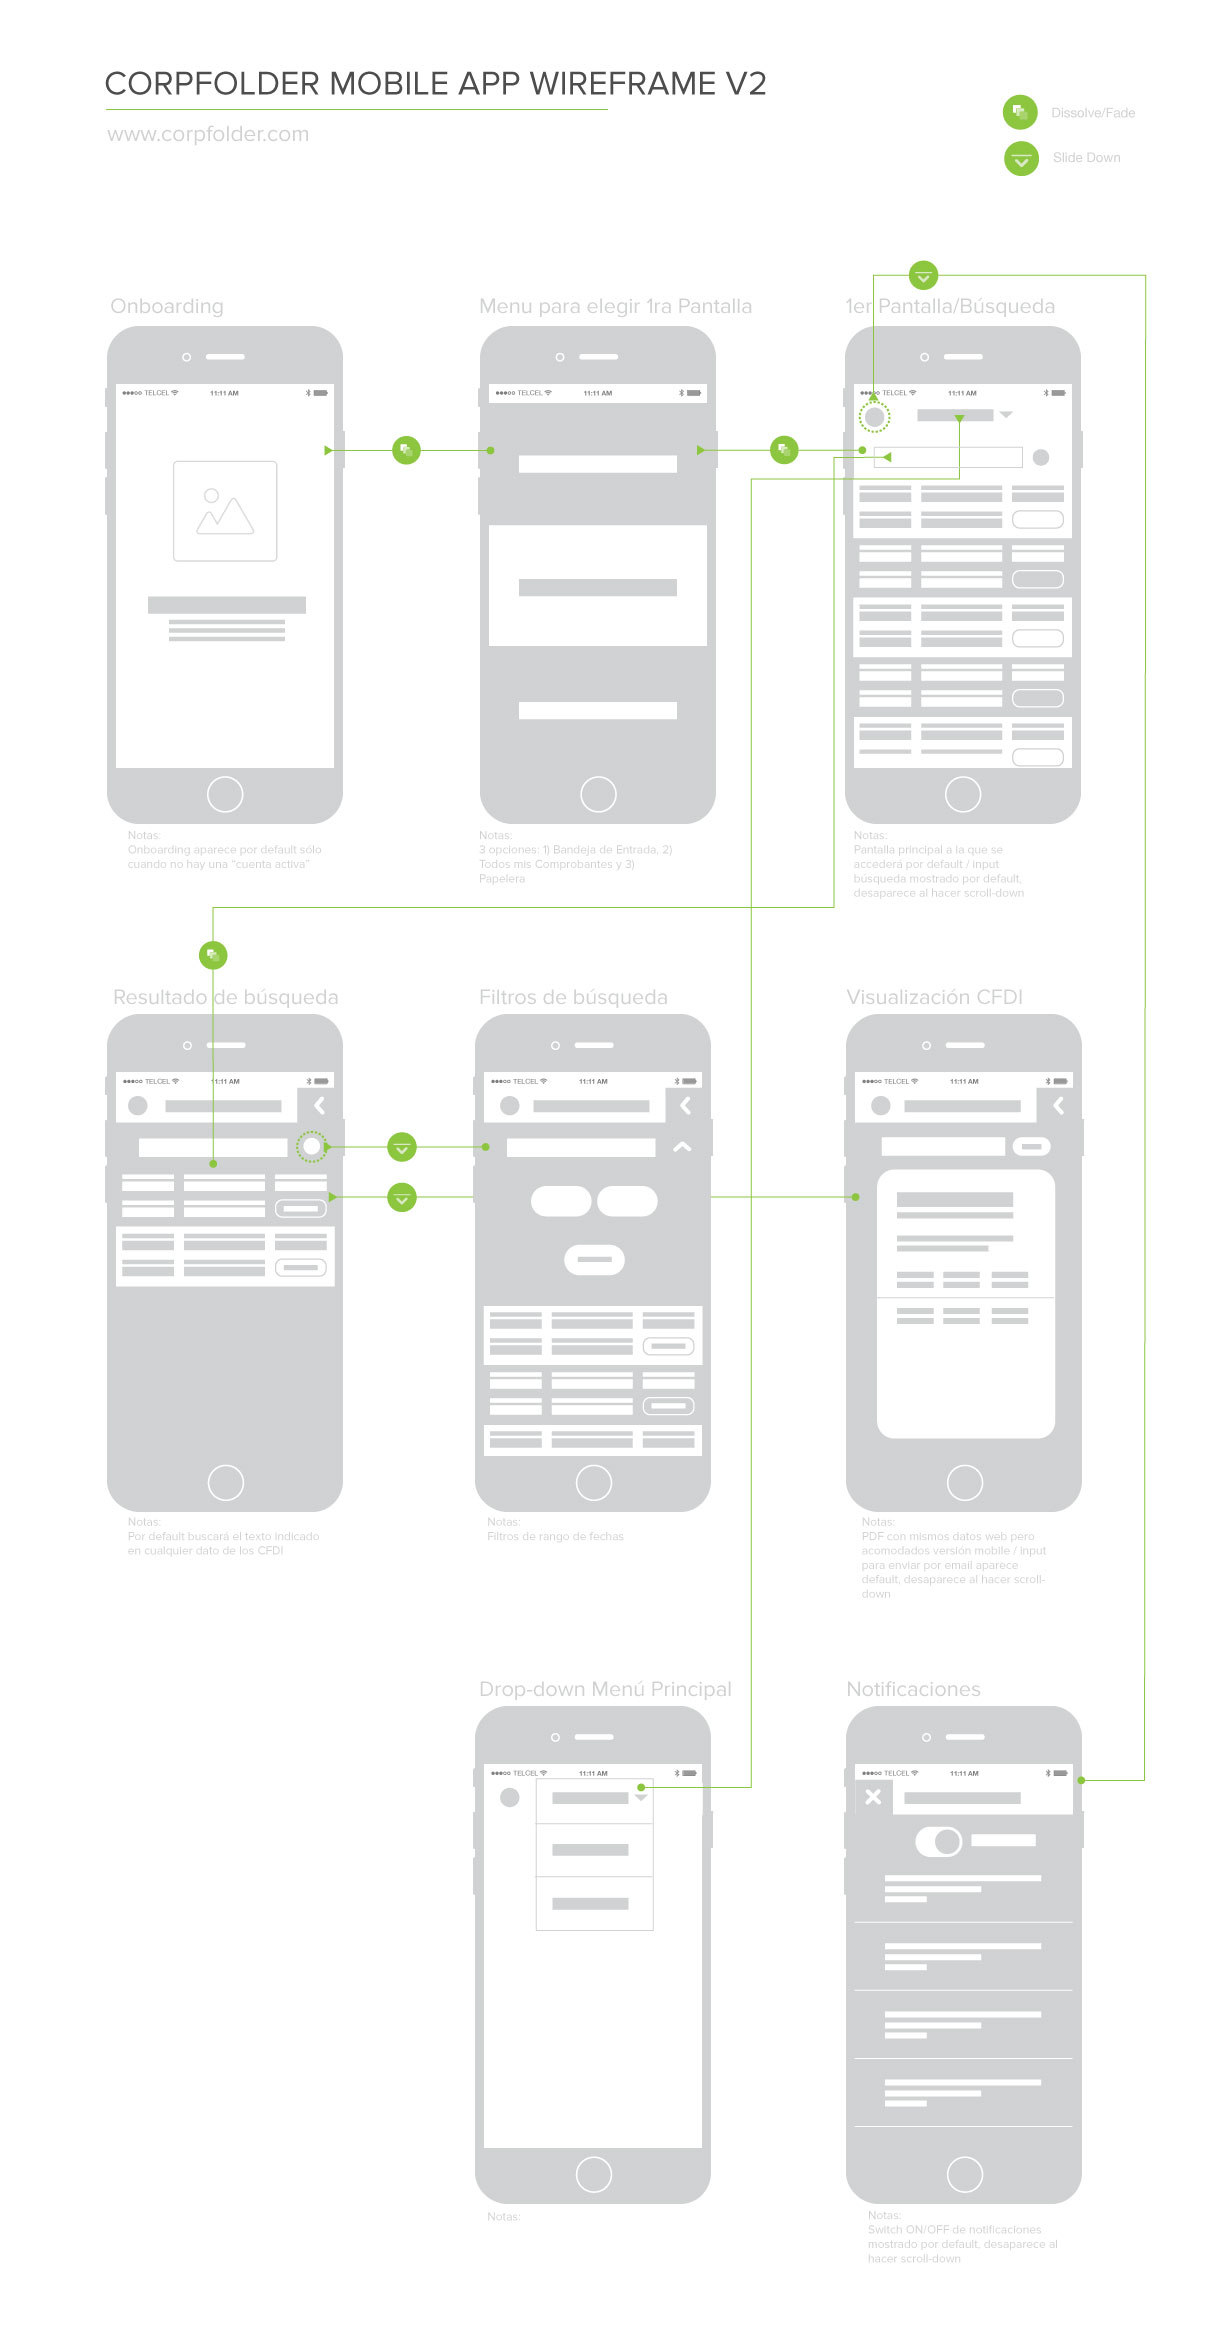 CORPFOLDER MOBILE APP WIREFRAME V2
www.corpfolder.com
Dissolve/Fade
Slide Down
Onboarding
Menu para elegir 1ra Pantalla
1er Pantalla/Búsqueda
TELCEL 11:11 AM
TELCEL 11:11 AM
TELCEL 11:11 AM
Notas:
Onboarding aparece por default sólo
cuando no hay una “cuenta activa”
Notas:
3 opciones: 1) Bandeja de Entrada, 2)
Todos mis Comprobantes y 3)
Papelera
Notas:
Pantalla principal a la que se
accederá por default / input
búsqueda mostrado por default,
desaparece al hacer scroll-down
Resultado de búsqueda
Filtros de búsqueda
Visualización CFDI
TELCEL 11:11 AM
TELCEL 11:11 AM
TELCEL 11:11 AM
Notas:
Por default buscará el texto indicado
en cualquier dato de los CFDI
Notas:
Filtros de rango de fechas
Notas:
PDF con mismos datos web pero
acomodados versión mobile / input
para enviar por email aparece
default, desaparece al hacer scroll-
down
Drop-down Menú Principal
Notificaciones
TELCEL 11:11 AM
TELCEL 11:11 AM
Notas:
Notas:
Switch ON/OFF de notificaciones
mostrado por default, desaparece al
hacer scroll-down